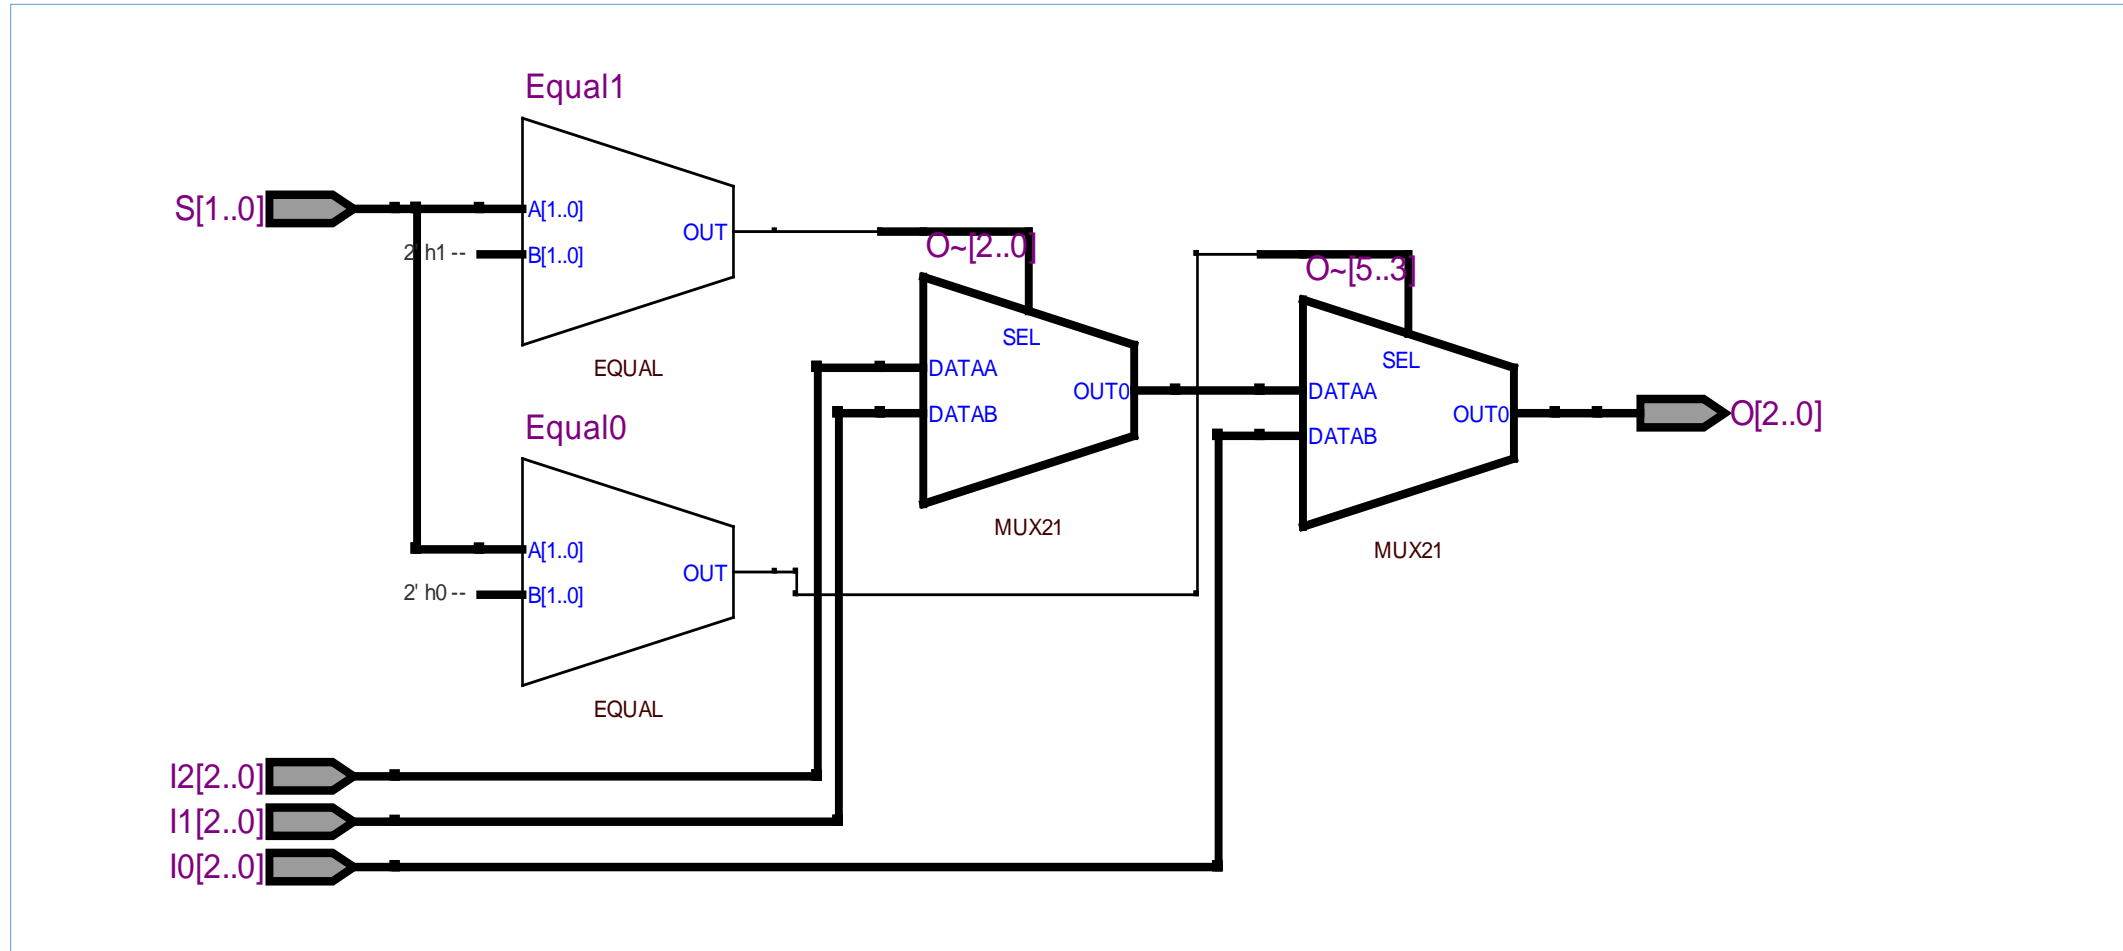 Equal1
S[1..0]
A[1..0]
2' h1 --
B[1..0]
OUT
EQUAL
O~[2..0]
SEL
DATAA
DATAB
OUT0
MUX21
O~[5..3]
SEL
DATAA
DATAB
OUT0
MUX21
O[2..0]
Equal0
A[1..0]
2' h0 --
B[1..0]
OUT
EQUAL
I2[2..0]
I1[2..0]
I0[2..0]